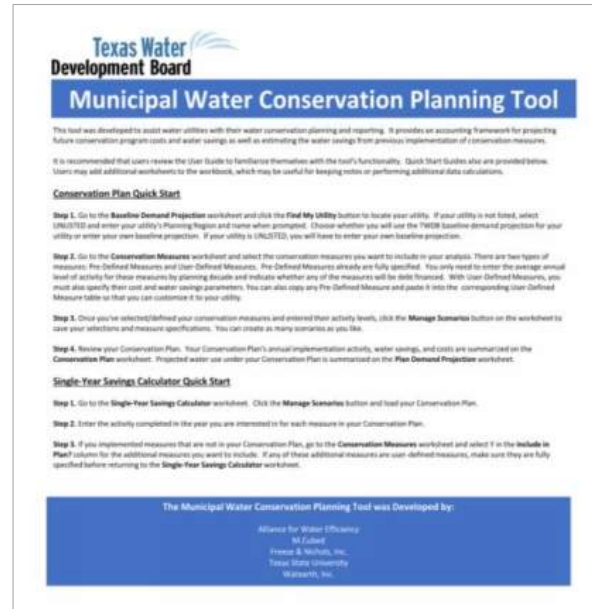 Texas Water
Development Board
Municipal Water Conservation Planning Tool
This tool was developed to assist water utilities with their water conservation planning and reporting. It provides an accounting framework for projecting
future conservation program costs and water savings as well as estimating the water savings from previous implementation of conservation measures.
It is recommended that users review the User Guide to familiarize themselves with the tool's functionality. Quick Start Guides also are provided below.
Users may add additional worksheets to the workbook, which may be useful for keeping notes or performing additional data calculations.
Conservation Plan Quick Start
Step 1. Go to the Baseline Demand Projection worksheet and click the Find My Utility button to locate your utility. If your utility is not listed, select
UNLISTED and enter your utility's Planning Region and name when prompted. Choose whether you will use the TWDB baseline demand projection for your
utility or enter your own baseline projection. If your utility is UNLISTED, you will have to enter your own baseline projection.
Step 2. Go to the Conservation Measures worksheet and select the conservation measures you want to include in your analysis. There are two types of
measures: Pre-Defined Measures and User-Defined Measures. Pre-Defined Measures already are fully specified. You only need to enter the average annual
level of activity for these measures by planning decade and indicate whether any of the measures will be debt financed. With User-Defined Measures, you
must also specify their cost and water savings parameters. You can also copy any Pre-Defined Measure and paste it into the corresponding User-Defined
Measure table so that you can customize it to your utility.
Step 3. Once you've selected/defined your conservation measures and entered their activity levels, click the Manage Scenarios button on the worksheet to
save your selections and measure specifications. You can create as many scenarios as you like.
Step 4. Review your Conservation Plan. Your Conservation Plan's annual implementation activity, water savings, and costs are summarized on the
Conservation Plan worksheet. Projected water use under your Conservation Plan is summarized on the Plan Demand Projection worksheet.
Single-Year Savings Calculator Quick Start
Step 1. Go to the Single-Year Savings Calculator worksheet. Click the Manage Scenarios button and load your Conservation Plan.
Step 2. Enter the activity completed in the year you are interested in for each measure in your Conservation Plan.
Step 3. If you implemented measures that are not in your Conservation Plan, go to the Conservation Measures worksheet and select Y in the Include in
Plan? column for the additional measures you want to include. If any of these additional measures are user-defined measures, make sure they are fully
specified before returning to the Single-Year Savings Calculator worksheet.
The Municipal Water Conservation Planning Tool was Developed by:
Alliance for Water Efficiency
M.Cubed
Freese & Nichols, Inc.
Texas State University
Watearth, Inc.